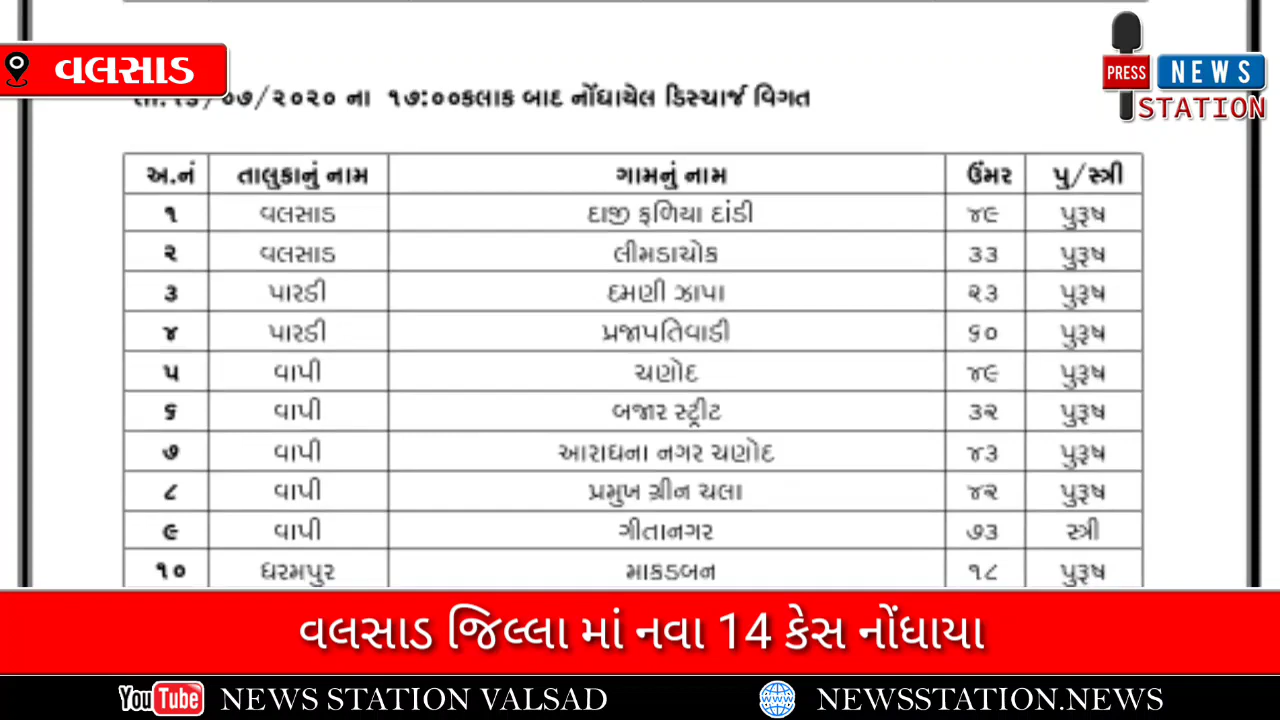 વલસાડ
PRESS NEWS STATION
/૦૭/૨૦૨૦ ના ૧૭:૦૦કલાક બાદ નોંધાયેલ ડિસ્ચાર્જ વિગત
અ.નં તાલુકાનું નામ ગામનું નામ ઉંમર પુ/સ્ત્રી
૧ વલસાડ દાજી ફળિયા દાંડી ૪૯ પુરૂષ
૨ વલસાડ લીમડાચોક ૩૩ પુરૂષ
૩ પારડી દમણી ઝાપા ૨૩ પુરૂષ
૪ પારડી પ્રજાપતિવાડી ૬૦ પુરૂષ
૫ વાપી ચણોદ ૪૯ પુરૂષ
૬ વાપી બજાર સ્ટ્રીટ ૩૨ પુરૂષ
૭ વાપી આરાધના નગર ચણોદ ૪૩ પુરૂષ
૮ વાપી પ્રમુખ ગ્રીન ચલા ૪૨ પુરૂષ
૯ વાપી ગીતાનગર ૭૩ સ્ત્રી
૧૦ ધરમપુર માકડબન ૧૮ પુરૂષ
વલસાડ જિલ્લા માં નવા 14 કેસ નોંધાયા
YouTube NEWS STATION VALSAD NEWSSTATION.NEWS